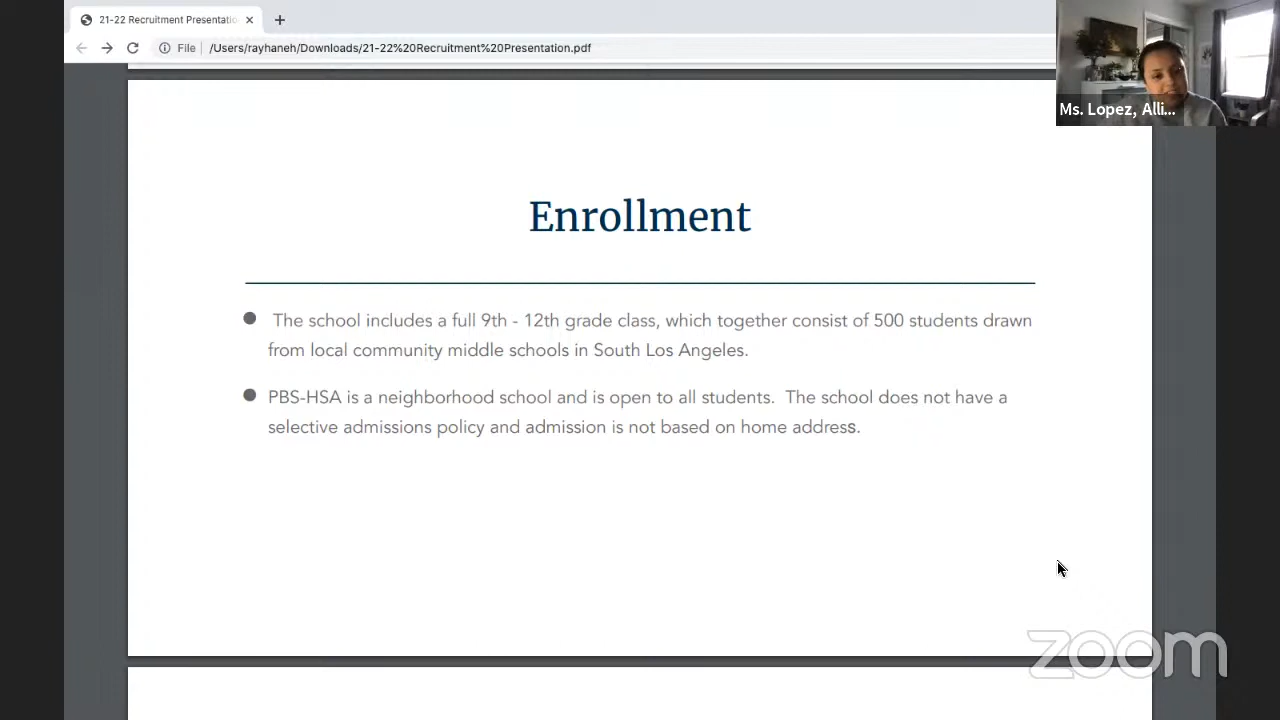 21-22 Recruitment Presentatio
File /Users/rayhaneh/Downloads/21-22%20Recruitment%20Presentation.pdf
Ms. Lopez, Alli...
Enrollment
The school includes a full 9th - 12th grade class, which together consist of 500 students drawn
from local community middle schools in South Los Angeles.
PBS-HSA is a neighborhood school and is open to all students. The school does not have a
selective admissions policy and admission is not based on home address.
zoom